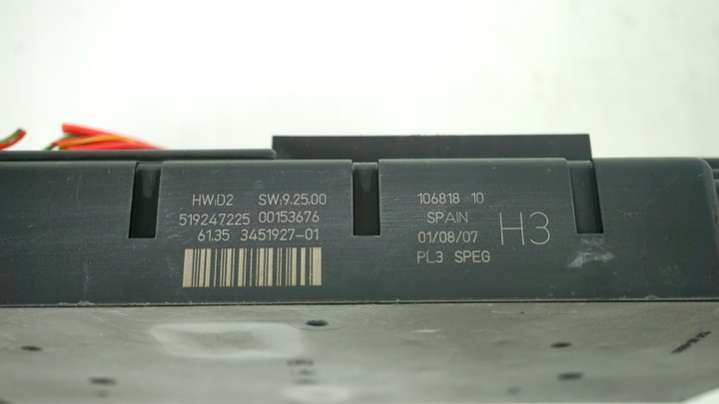 HW:D2 SW:9.25.00
519247225 00153676
61.35 3451927-01
106818 10
SPAIN
01/08/07
PL3 SPEG
H3